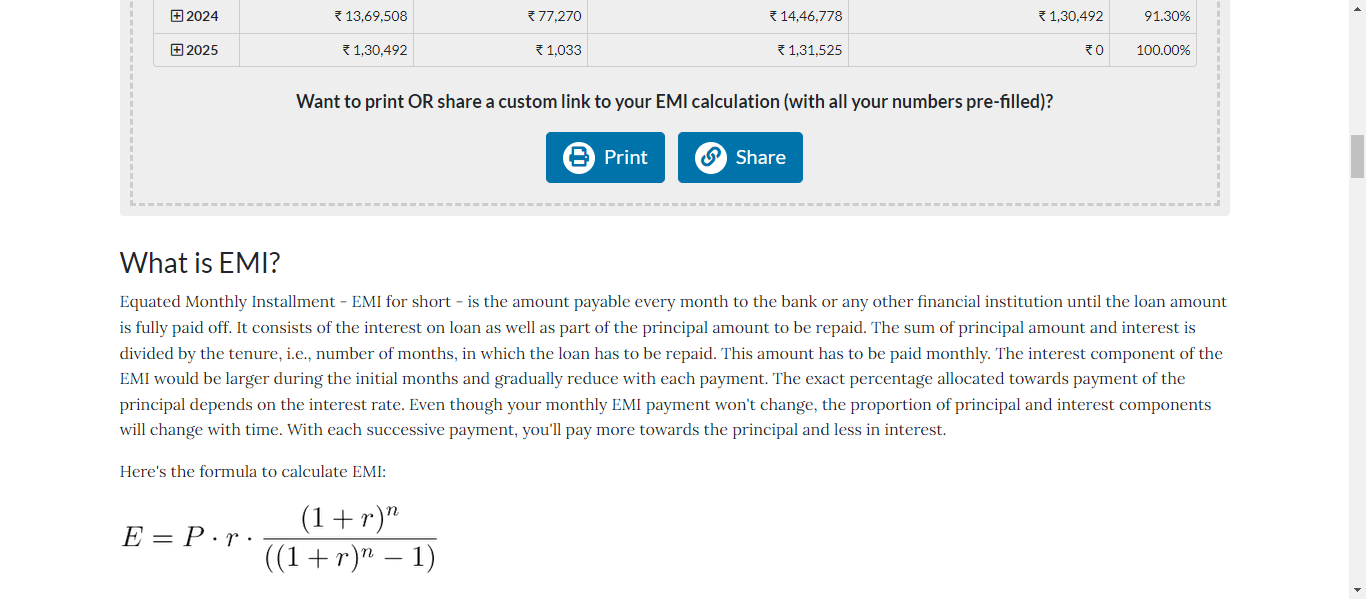 2024 ₹ 13,69,508 ₹ 77,270 ₹ 14,46,778 ₹ 1,30,492 91.30%
2025 ₹ 1,30,492 ₹ 1,033 ₹ 1,31,525 ₹ 0 100.00%
Want to print OR share a custom link to your EMI calculation (with all your numbers pre-filled)?
Print Share
What is EMI?
Equated Monthly Installment - EMI for short - is the amount payable every month to the bank or any other financial institution until the loan amount
is fully paid off. It consists of the interest on loan as well as part of the principal amount to be repaid. The sum of principal amount and interest is
divided by the tenure, i.e., number of months, in which the loan has to be repaid. This amount has to be paid monthly. The interest component of the
EMI would be larger during the initial months and gradually reduce with each payment. The exact percentage allocated towards payment of the
principal depends on the interest rate. Even though your monthly EMI payment won't change, the proportion of principal and interest components
will change with time. With each successive payment, you'll pay more towards the principal and less in interest.
Here's the formula to calculate EMI:
E = P · r · (1 + r)^n / ((1 + r)^n − 1)